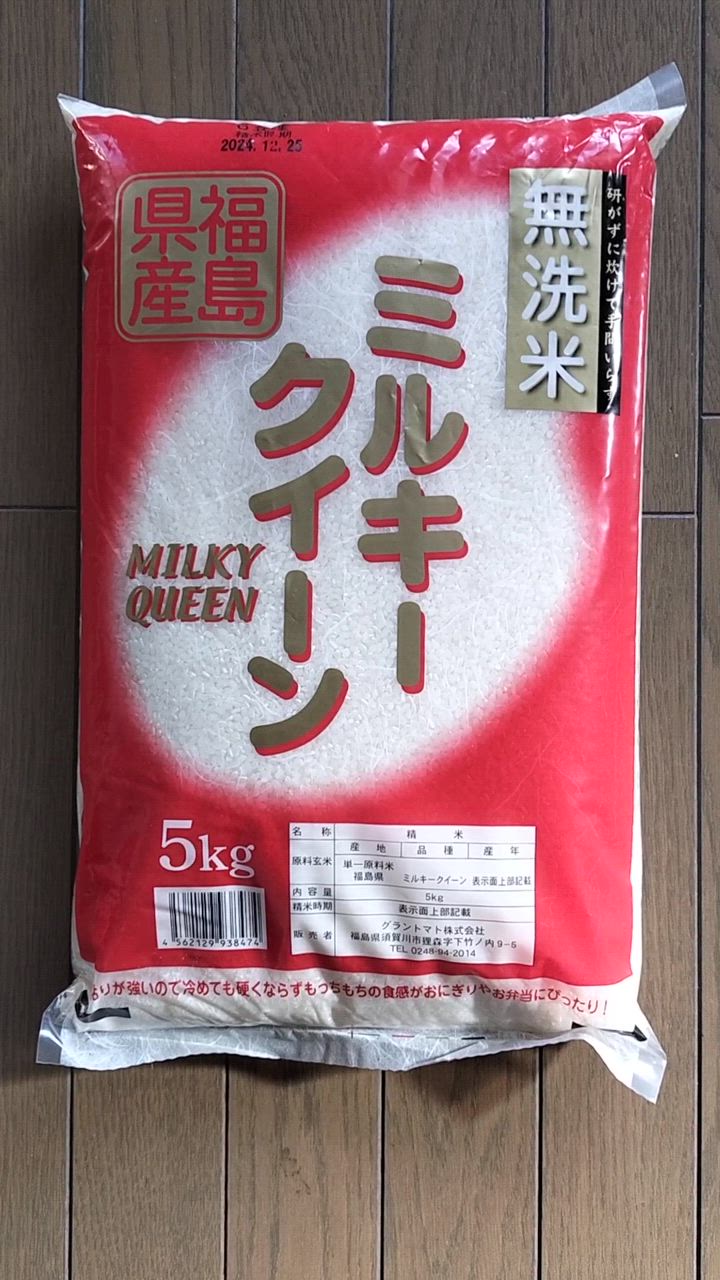 精米時期
2024.12.25
福島
県産
無洗米
研がずに炊けて手間いらず
ミルキー
クイーン
MILKY
QUEEN
5kg
名称 精米
産地 品種 産年
原料玄米 単一原料米
福島県 ミルキークイーン 表示面上部記載
内容量 5kg
精米時期 表示面上部記載
販売者 グラントマト株式会社
福島県須賀川市狸森字下竹ノ内9-5
TEL 0248-94-2014
4 562129 938474
が強いので冷めても硬くならずもっちもちの食感がおにぎりやお弁当にぴったり!